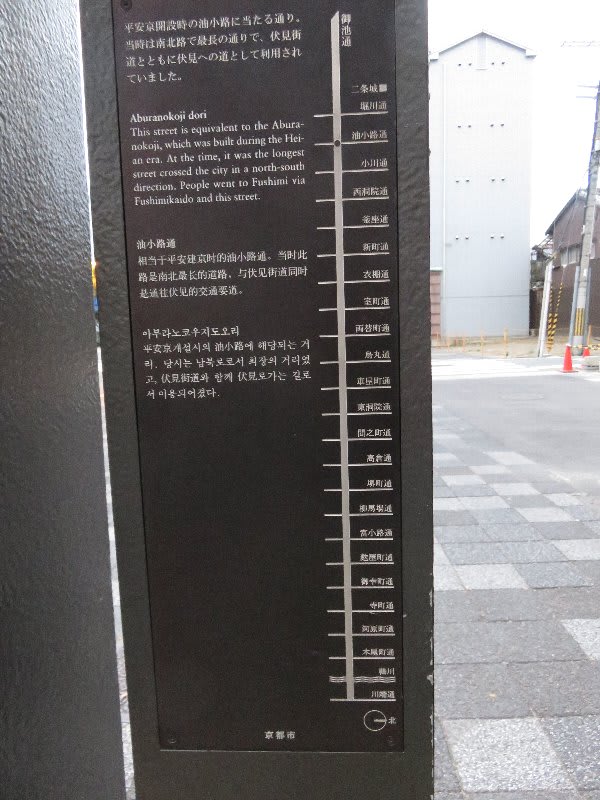 平安京開設時の油小路に当たる通り。
当時は南北路で最長の通りで、伏見街
道とともに伏見への道として利用され
ていました。
Aburanokoji dori
This street is equivalent to the Abura-
nokoji, which was built during the Hei-
an era. At the time, it was the longest
street crossed the city in a north-south
direction. People went to Fushimi via
Fushimikaido and this street.
油小路通
相当于平安建京时的油小路通。当时此
路是南北最长的道路，与伏见街道同时
是通往伏见的交通要道。
아부라노코우지도오리
平安京개설시의 油小路에 해당되는 거
리. 당시는 남북로로서 최장의 거리였
고, 伏見街道와 함께 伏見로가는 길로
서 이용되어졌다.
御池通
二条城
堀川通
油小路通
小川通
西洞院通
釜座通
新町通
衣棚通
室町通
両替町通
烏丸通
車屋町通
東洞院通
間之町通
高倉通
堺町通
柳馬場通
富小路通
麩屋町通
御幸町通
寺町通
河原町通
木屋町通
鴨川
川端通
北
京都市